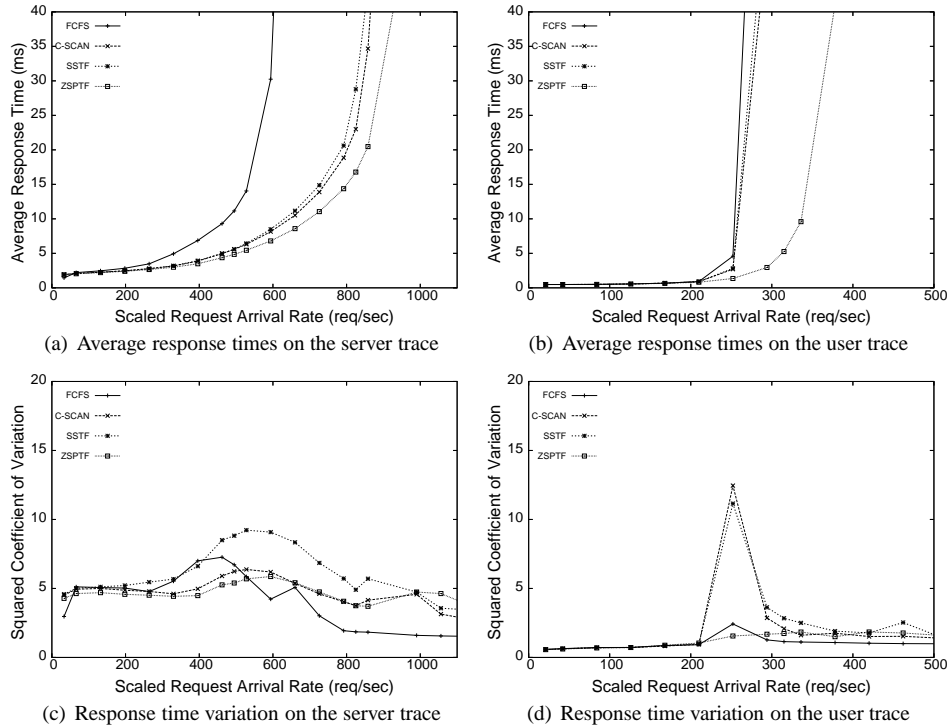 40
35
30
25
20
15
10
5
0
0 200 400 600 800 1000
Average Response Time (ms)
Scaled Request Arrival Rate (req/sec)
FCFS
C-SCAN
SSTF
ZSPTF
(a) Average response times on the server trace
40
35
30
25
20
15
10
5
0
0 100 200 300 400 500
Average Response Time (ms)
Scaled Request Arrival Rate (req/sec)
FCFS
C-SCAN
SSTF
ZSPTF
(b) Average response times on the user trace
20
15
10
5
0
0 200 400 600 800 1000
Squared Coefficient of Variation
Scaled Request Arrival Rate (req/sec)
FCFS
C-SCAN
SSTF
ZSPTF
(c) Response time variation on the server trace
20
15
10
5
0
0 100 200 300 400 500
Squared Coefficient of Variation
Scaled Request Arrival Rate (req/sec)
FCFS
C-SCAN
SSTF
ZSPTF
(d) Response time variation on the user trace